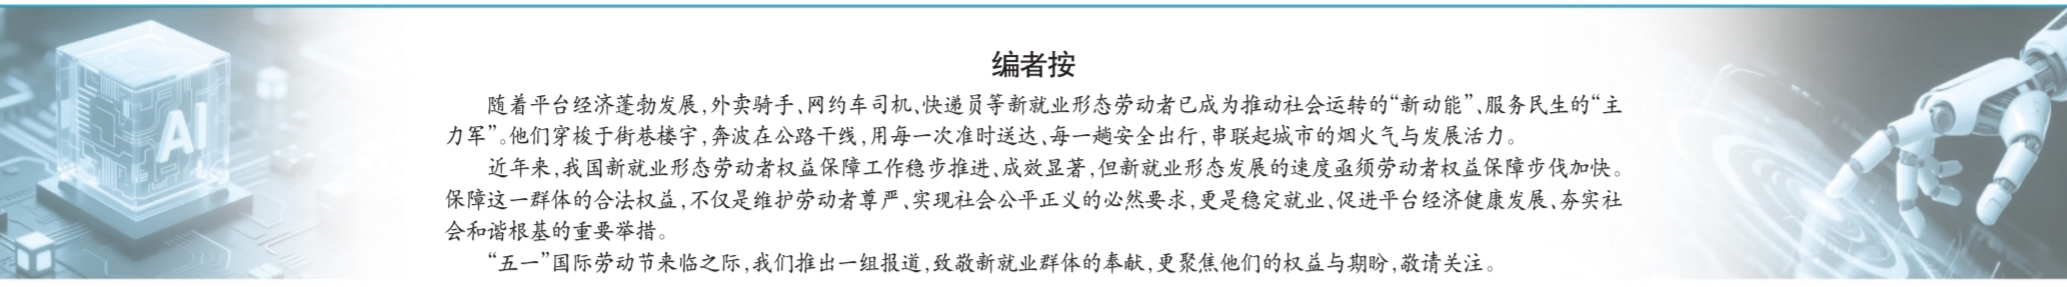 AI
编者按
随着平台经济蓬勃发展,外卖骑手、网约车司机、快递员等新就业形态劳动者已成为推动社会运转的“新动能”、服务民生的“主
力军”。他们穿梭于街巷楼宇,奔波在公路干线,用每一次准时送达、每一趟安全出行,串联起城市的烟火气与发展活力。
近年来,我国新就业形态劳动者权益保障工作稳步推进、成效显著,但新就业形态发展的速度亟须劳动者权益保障步伐加快。
保障这一群体的合法权益,不仅是维护劳动者尊严、实现社会公平正义的必然要求,更是稳定就业、促进平台经济健康发展、夯实社
会和谐根基的重要举措。
“五一”国际劳动节来临之际,我们推出一组报道,致敬新就业群体的奉献,更聚焦他们的权益与期盼,敬请关注。